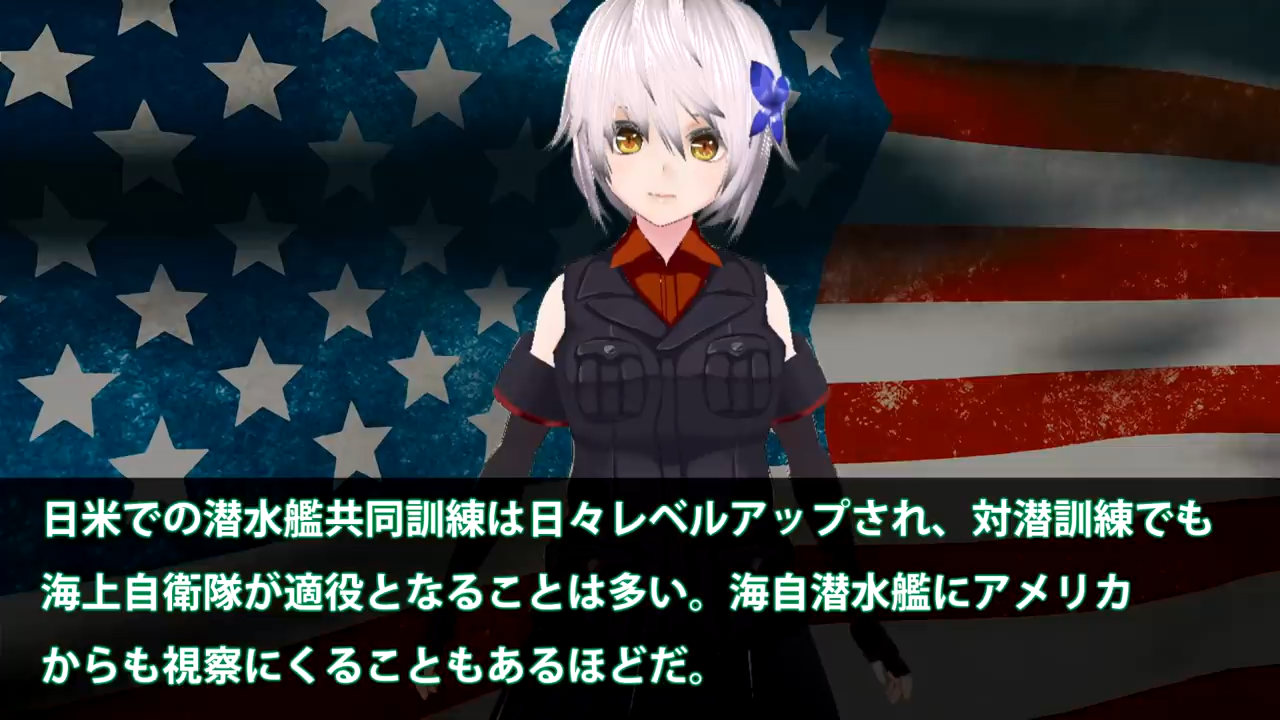 日米での潜水艦共同訓練は日々レベルアップされ、対潜訓練でも
海上自衛隊が適役となることは多い。海自潜水艦にアメリカ
からも視察にくることもあるほどだ。